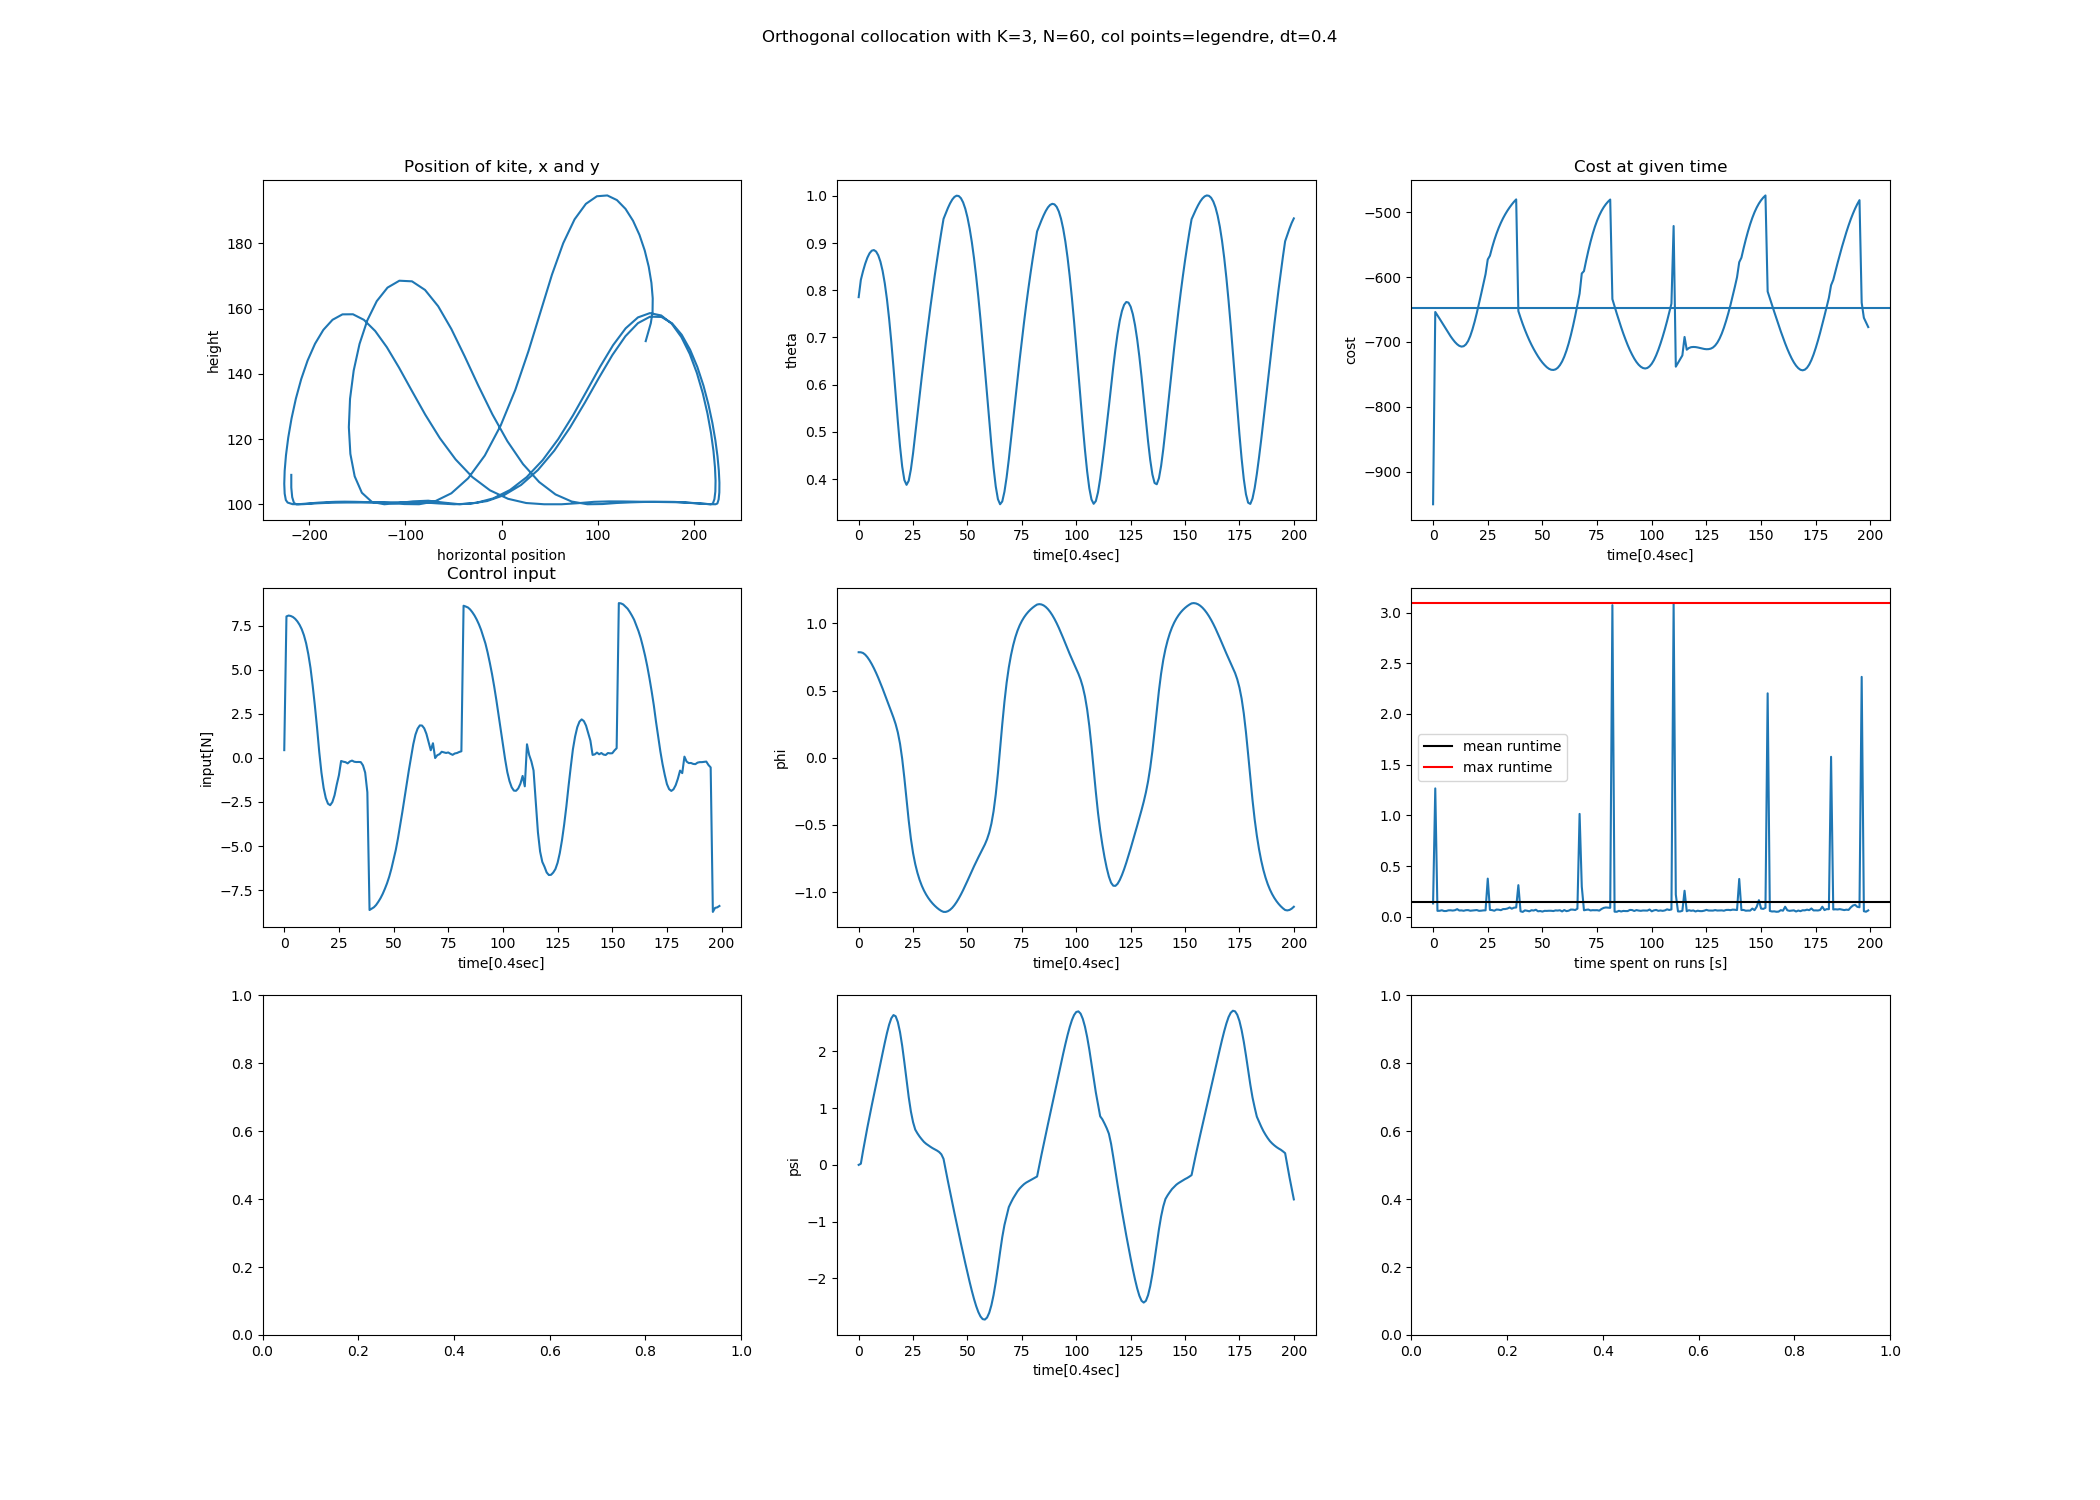 Orthogonal collocation with K=3, N=60, col points=legendre, dt=0.4
Position of kite, x and y
height
180
160
140
120
100
−200 −100 0 100 200
horizontal position
theta
1.0
0.9
0.8
0.7
0.6
0.5
0.4
0 25 50 75 100 125 150 175 200
time[0.4sec]
Cost at given time
cost
−500
−600
−700
−800
−900
0 25 50 75 100 125 150 175 200
time[0.4sec]
Control input
input[N]
7.5
5.0
2.5
0.0
−2.5
−5.0
−7.5
0 25 50 75 100 125 150 175 200
time[0.4sec]
phi
1.0
0.5
0.0
−0.5
−1.0
0 25 50 75 100 125 150 175 200
time[0.4sec]
3.0
2.5
2.0
1.5
1.0
0.5
0.0
mean runtime
max runtime
0 25 50 75 100 125 150 175 200
time spent on runs [s]
1.0
0.8
0.6
0.4
0.2
0.0
0.0 0.2 0.4 0.6 0.8 1.0
psi
2
1
0
−1
−2
0 25 50 75 100 125 150 175 200
time[0.4sec]
1.0
0.8
0.6
0.4
0.2
0.0
0.0 0.2 0.4 0.6 0.8 1.0